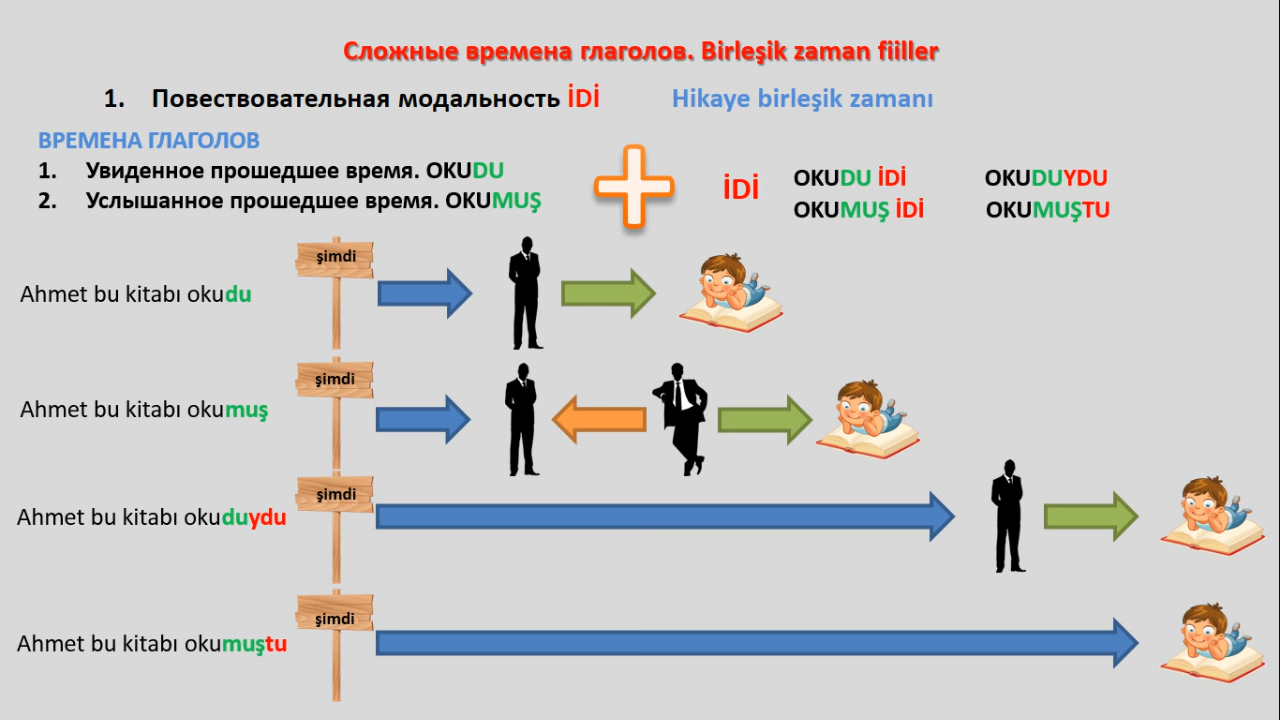 Сложные времена глаголов. Birleşik zaman fiiller
1. Повествовательная модальность İDİ Hikaye birleşik zamanı
ВРЕМЕНА ГЛАГОЛОВ
1. Увиденное прошедшее время. OKUDU
2. Услышанное прошедшее время. OKUMUŞ
İDİ
OKUDU İDİ OKUDUYDU
OKUMUŞ İDİ OKUMUŞTU
şimdi
Ahmet bu kitabı okudu
şimdi
Ahmet bu kitabı okumuş
şimdi
Ahmet bu kitabı okuduydu
şimdi
Ahmet bu kitabı okumuştu